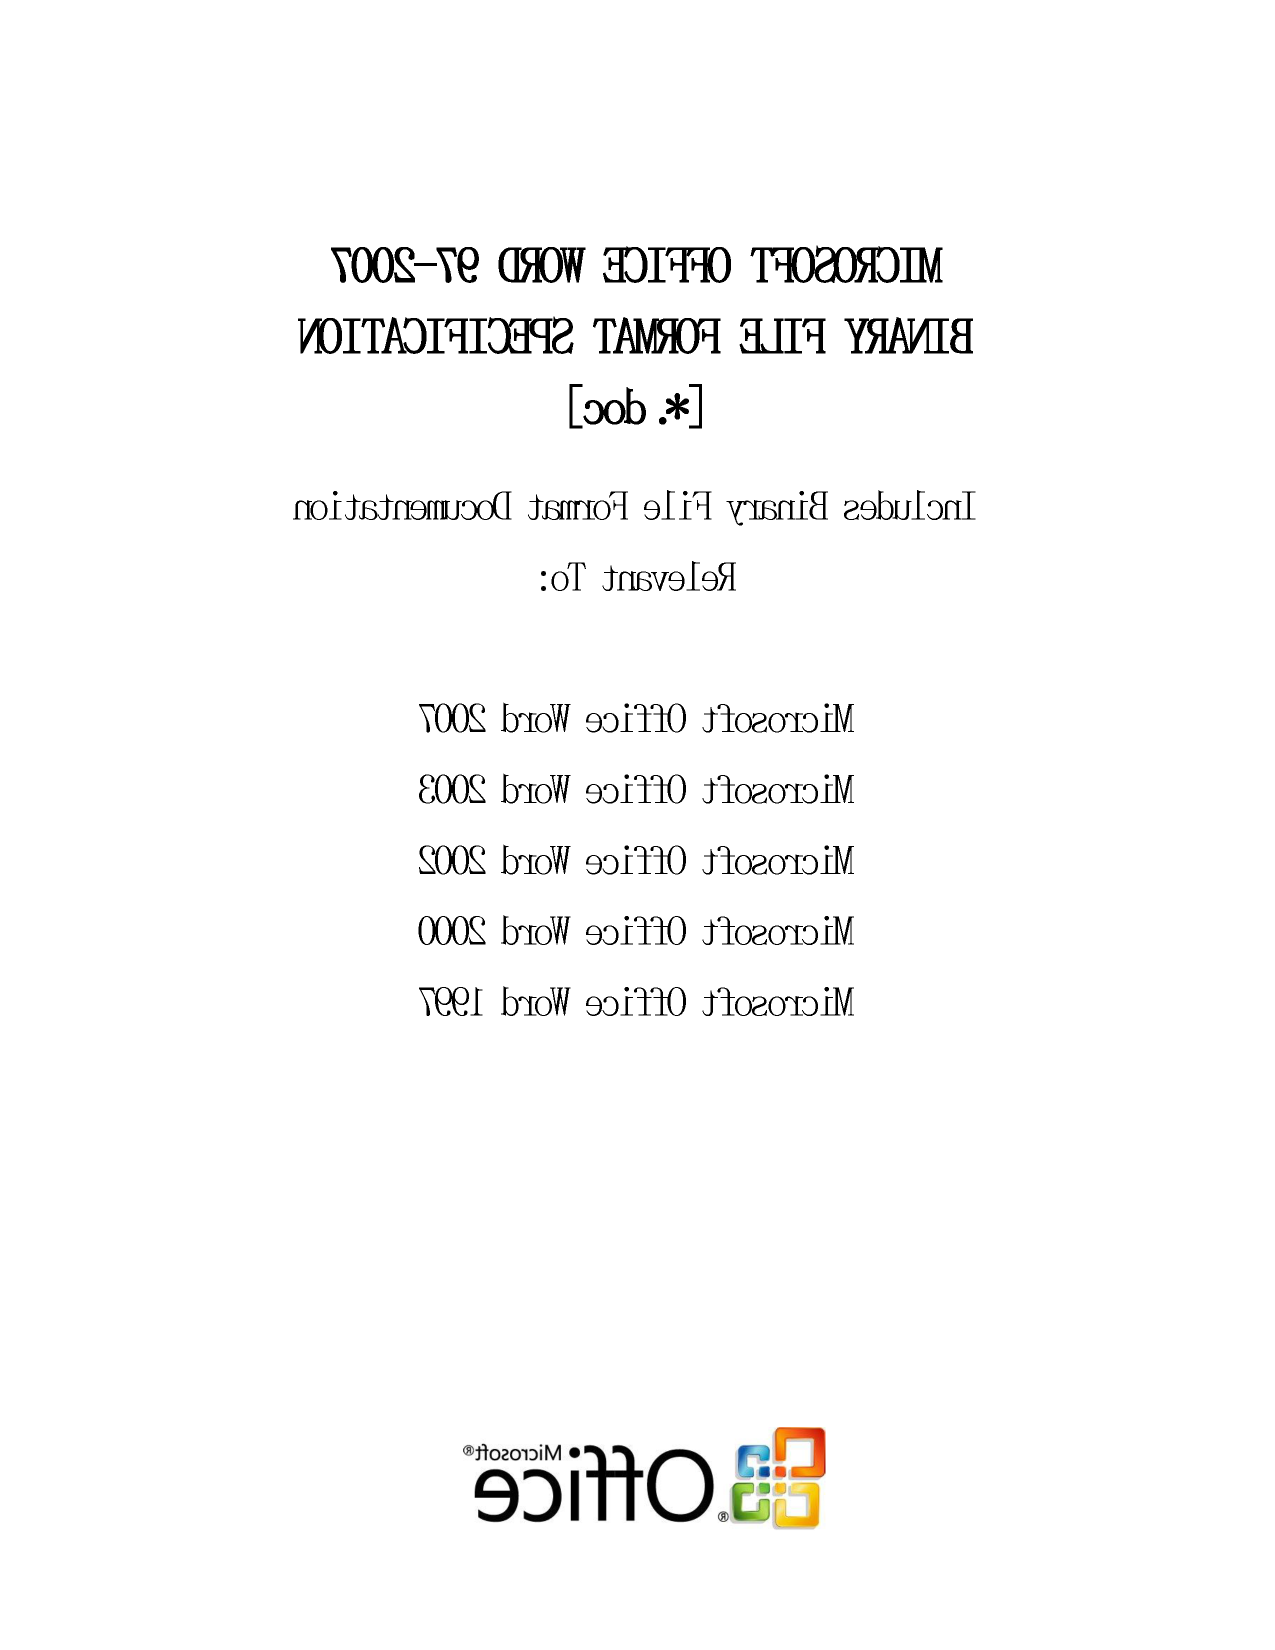 MICROSOFT OFFICE WORD 97-2007
BINARY FILE FORMAT SPECIFICATION
[*.doc]
Includes Binary File Format Documentation
Relevant To:
Microsoft Office Word 2007
Microsoft Office Word 2003
Microsoft Office Word 2002
Microsoft Office Word 2000
Microsoft Office Word 1997
Microsoft®
Office®